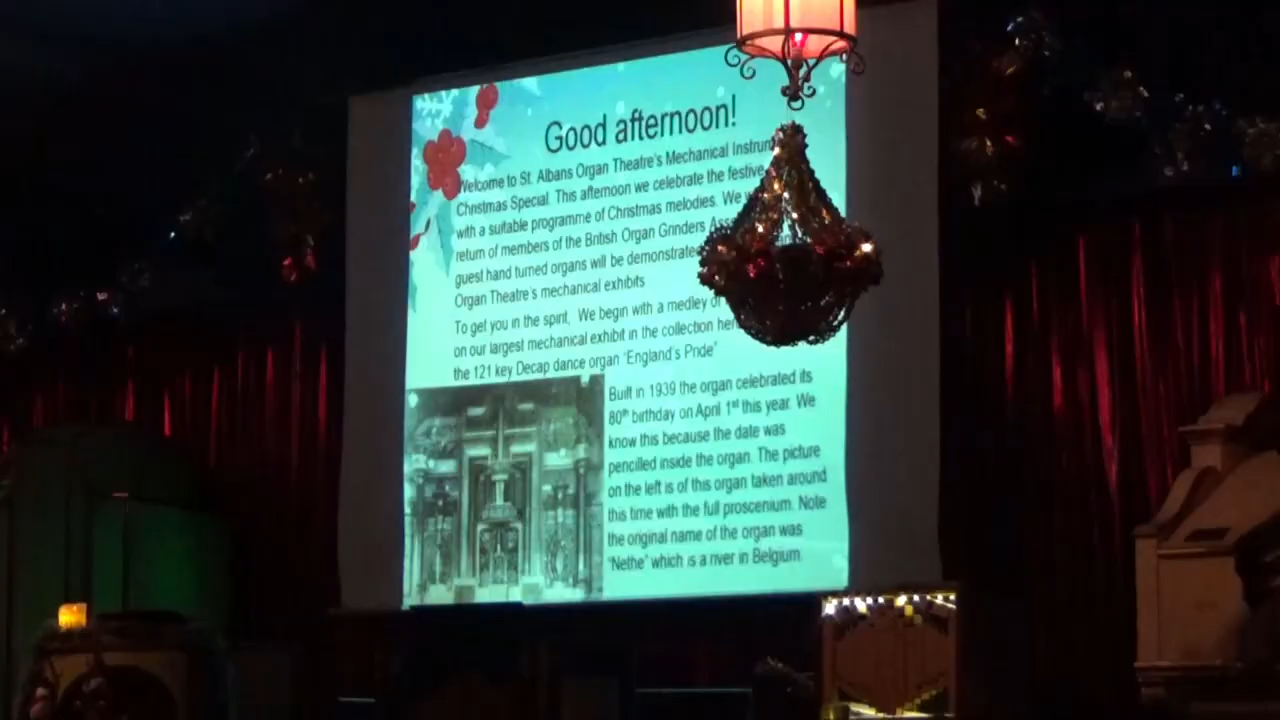 Good afternoon!
Welcome to St. Albans Organ Theatre's Mechanical
Christmas Special. This afternoon we celebrate the festive
with a suitable programme of Christmas melodies. We
return of members of the British Organ Grinders
guest hand turned organs will be demonstrated
Organ Theatre's mechanical exhibits
To get you in the spirit, We begin with a medley
on our largest mechanical exhibit in the collection
the 121 key Decap dance organ “England's Pride”
Built in 1939 the organ celebrated its
80th birthday on April 1st this year. We
know this because the date was
pencilled inside the organ. The picture
on the left is of this organ taken around
this time with the full proscenium. Note
the original name of the organ was
“Nethe” which is a river in Belgium.